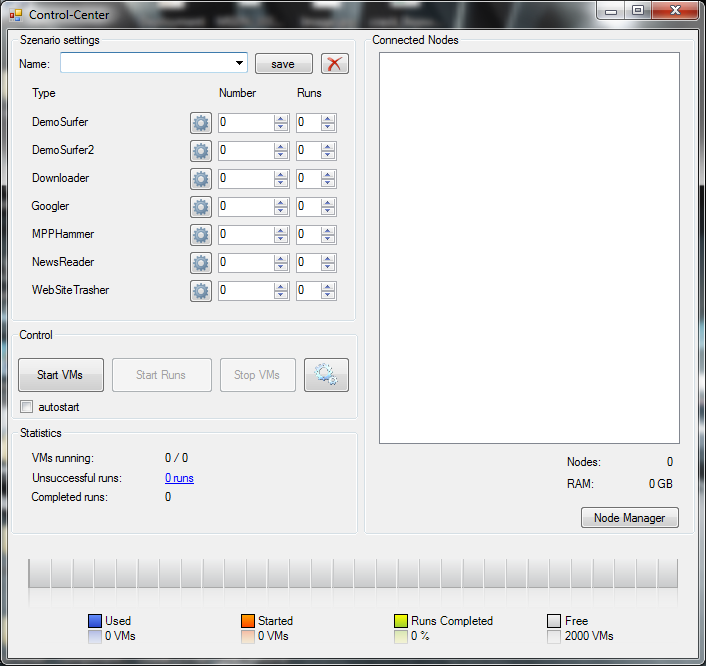 Control-Center
Szenario settings
Name:
save
Type Number Runs
DemoSurfer 0 0
DemoSurfer2 0 0
Downloader 0 0
Googler 0 0
MPPHammer 0 0
NewsReader 0 0
WebSiteTrasher 0 0
Control
Start VMs Start Runs Stop VMs
autostart
Statistics
VMs running: 0 / 0
Unsuccessful runs: 0 runs
Completed runs: 0
Connected Nodes
Nodes: 0
RAM: 0 GB
Node Manager
Used Started Runs Completed Free
0 VMs 0 VMs 0 % 2000 VMs